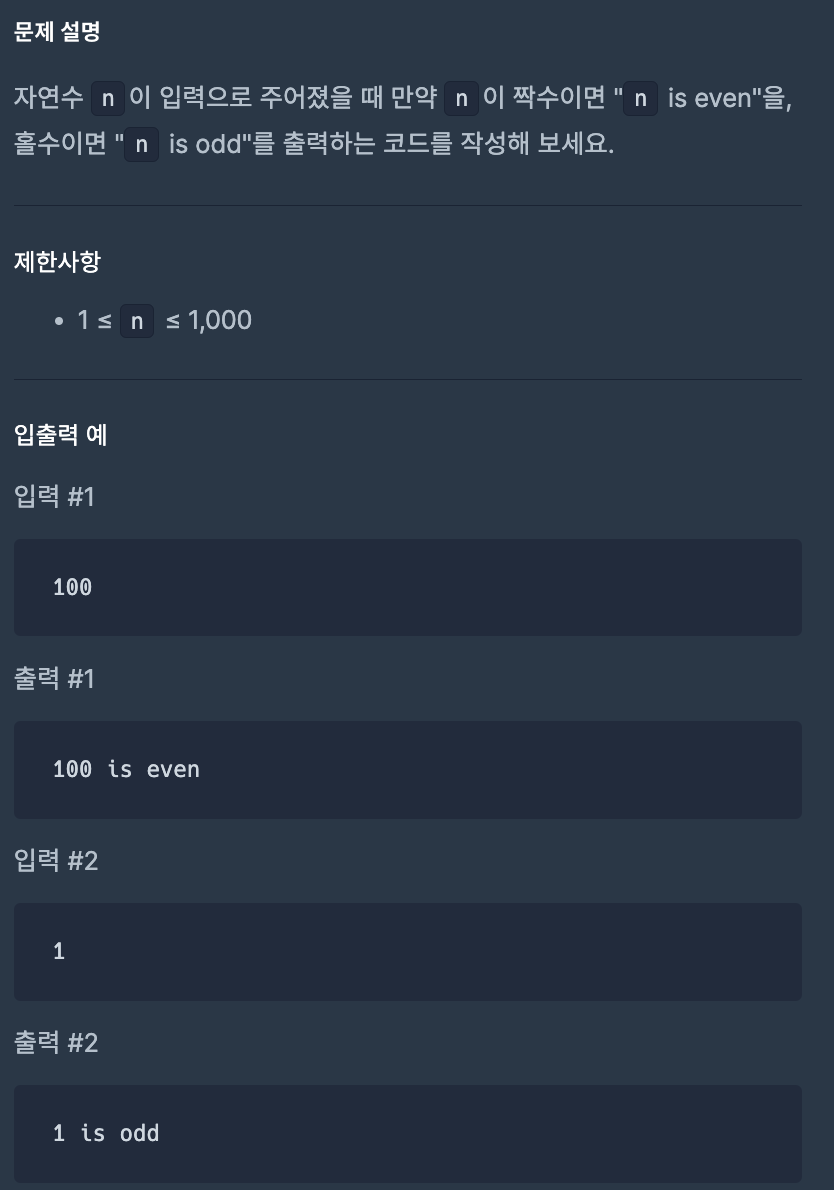 문제 설명
자연수 n이 입력으로 주어졌을 때 만약 n이 짝수이면 "n is even"을,
홀수이면 "n is odd"를 출력하는 코드를 작성해 보세요.
제한사항
• 1 ≤ n ≤ 1,000
입출력 예
입력 #1
100
출력 #1
100 is even
입력 #2
1
출력 #2
1 is odd